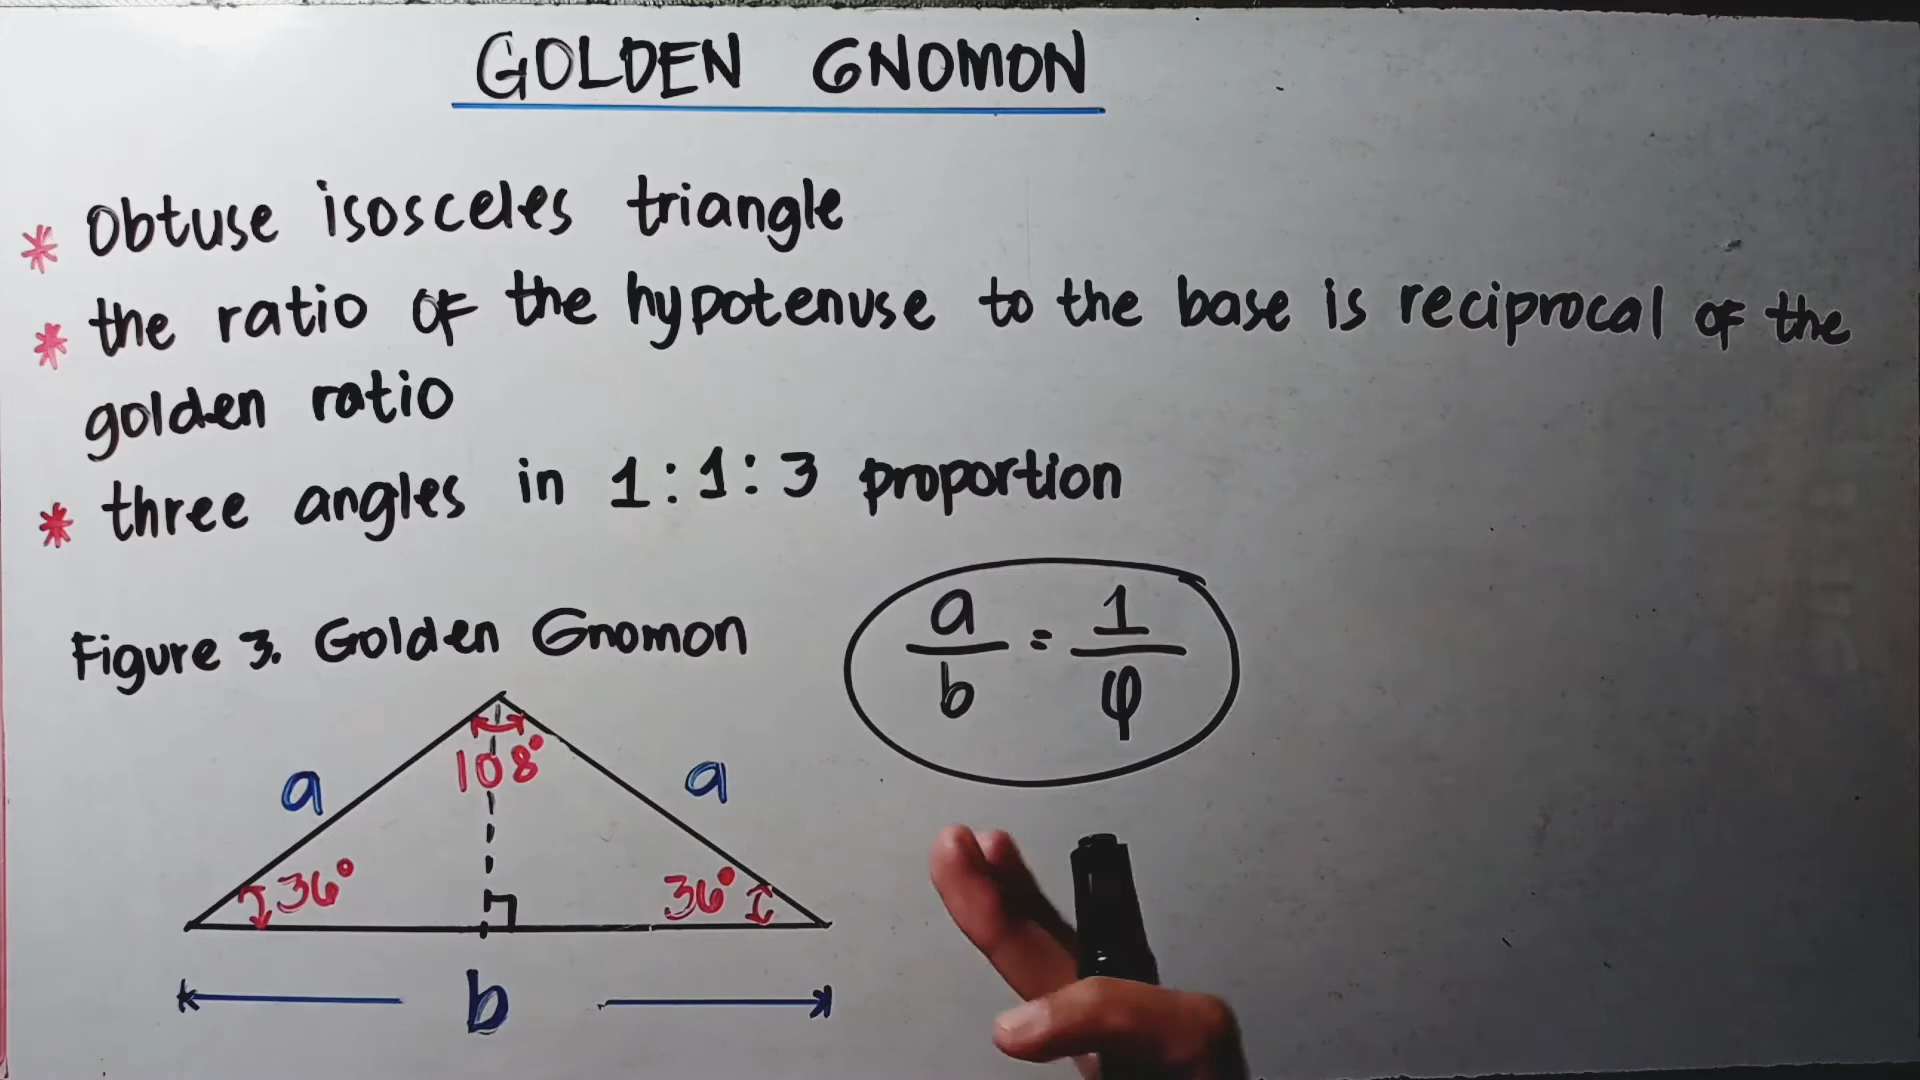 GOLDEN GNOMON
* Obtuse isosceles triangle
* the ratio of the hypotenuse to the base is reciprocal of the
golden ratio
* three angles in 1:1:3 proportion
Figure 3. Golden Gnomon
a/b = 1/φ
108°
a
a
36°
36°
b